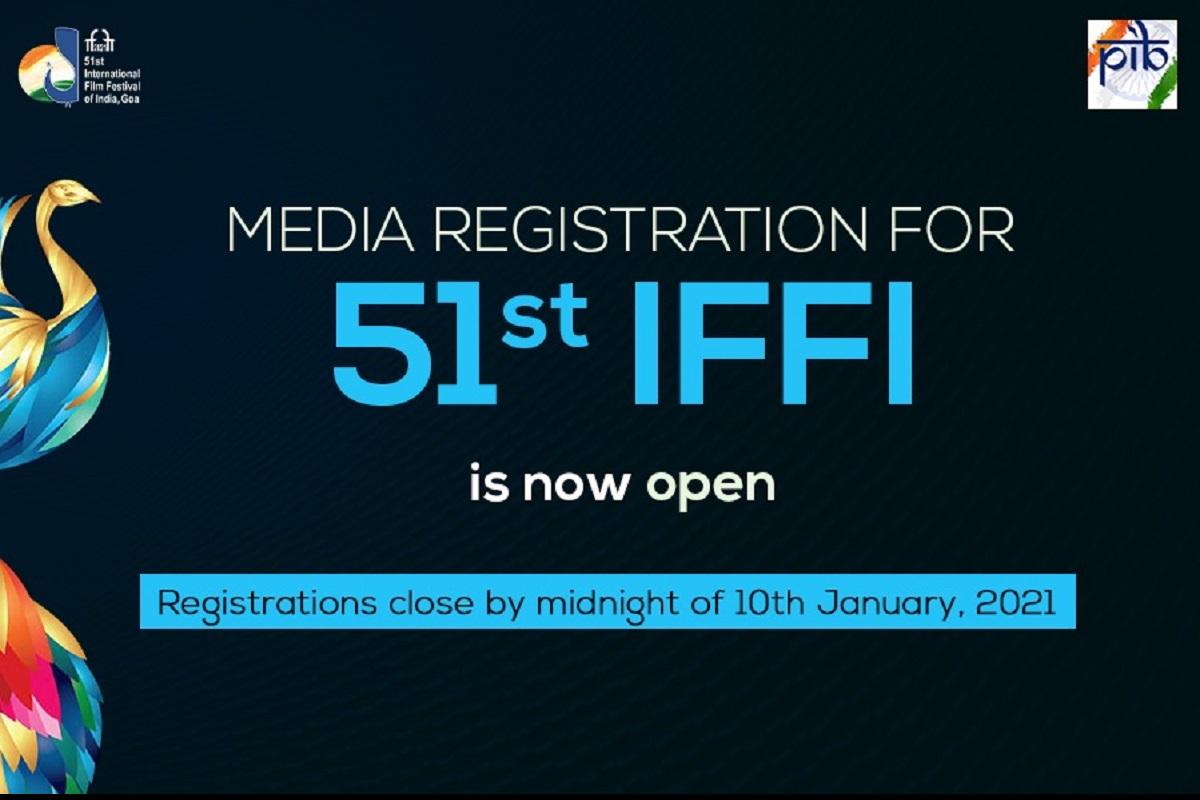 51st
International
Film Festival
of India, Goa
pib
MEDIA REGISTRATION FOR
51st IFFI
is now open
Registrations close by midnight of 10th January, 2021